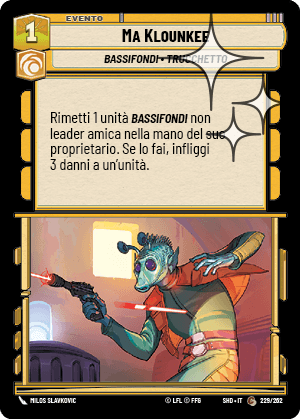 EVENTO
1
MA KLOUNKEE
BASSIFONDI • TRUCCHETTO
Rimetti 1 unità BASSIFONDI non
leader amica nella mano del suo
proprietario. Se lo fai, infliggi
3 danni a un'unità.
MILOS SLAVKOVIC
© LFL © FFG
SHD • IT
229/262